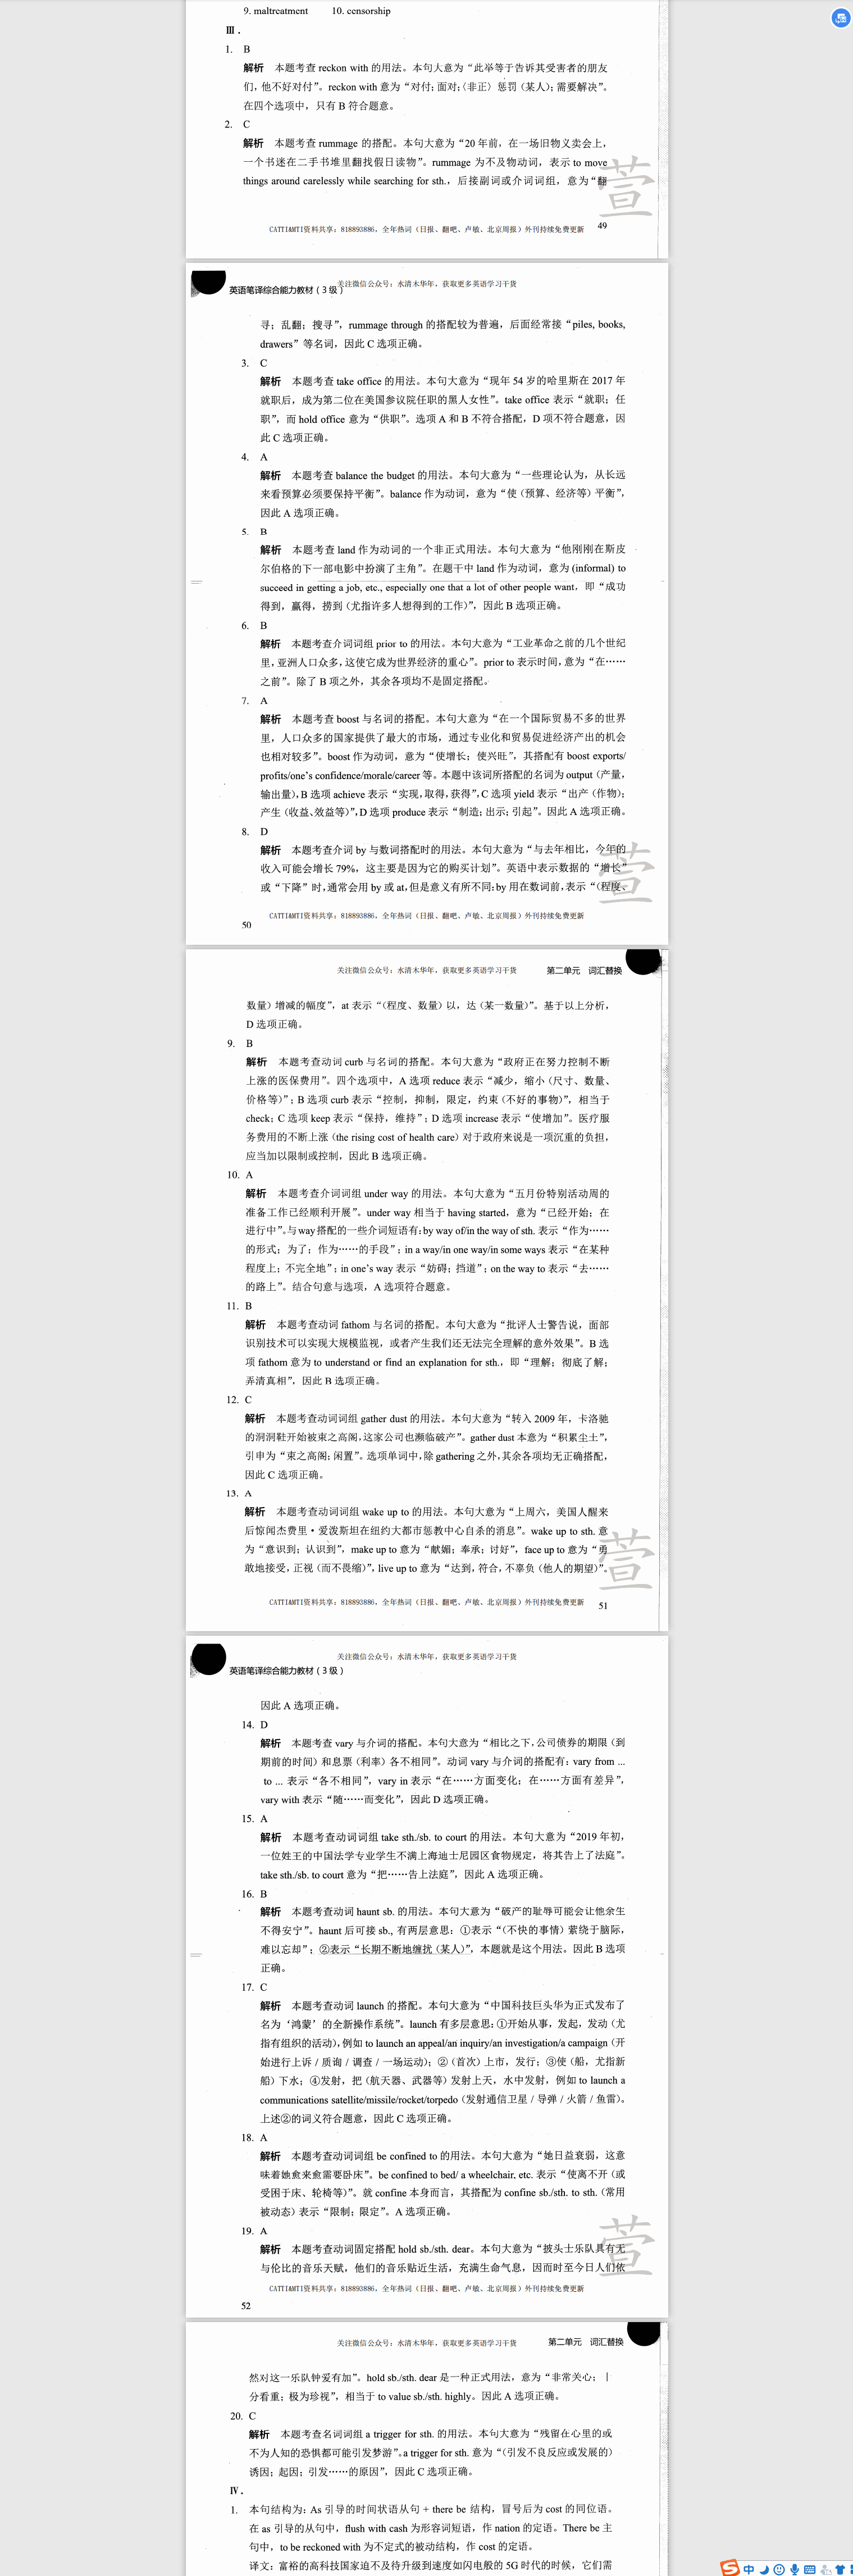 9. maltreatment 10. censorship
III .
1. B
解析 本题考查 reckon with 的用法。本句大意为“此举等于告诉其受害者的朋友
们，他不好对付”。reckon with 意为“对付；面对；〈非正〉惩罚（某人）；需要解决”。
在四个选项中，只有 B 符合题意。
2. C
解析 本题考查 rummage 的搭配。本句大意为“20 年前，在一场旧物义卖会上，
一个书迷在二手书堆里翻找假日读物”。rummage 为不及物动词，表示 to move
things around carelessly while searching for sth.，后接副词或介词词组，意为“翻
萱
CATTI&MTI资料共享：818893886，全年热词（日报、翻吧、卢敏、北京周报）外刊持续免费更新
49
关注微信公众号：水清木华年，获取更多英语学习干货
英语笔译综合能力教材（3 级）
寻；乱翻；搜寻”，rummage through 的搭配较为普遍，后面经常接“piles, books,
drawers”等名词，因此 C 选项正确。
3. C
解析 本题考查 take office 的用法。本句大意为“现年 54 岁的哈里斯在 2017 年
就职后，成为第二位在美国参议院任职的黑人女性”。take office 表示“就职；任
职”，而 hold office 意为“供职”。选项 A 和 B 不符合搭配，D 项不符合题意，因
此 C 选项正确。
4. A
解析 本题考查 balance the budget 的用法。本句大意为“一些理论认为，从长远
来看预算必须要保持平衡”。balance 作为动词，意为“使（预算、经济等）平衡”，
因此 A 选项正确。
5. B
解析 本题考查 land 作为动词的一个非正式用法。本句大意为“他刚刚在斯皮
尔伯格的下一部电影中扮演了主角”。在题干中 land 作为动词，意为 (informal) to
succeed in getting a job, etc., especially one that a lot of other people want，即“成功
得到，赢得，捞到（尤指许多人想得到的工作）”，因此 B 选项正确。
6. B
解析 本题考查介词词组 prior to 的用法。本句大意为“工业革命之前的几个世纪
里，亚洲人口众多，这使它成为世界经济的重心”。prior to 表示时间，意为“在……
之前”。除了 B 项之外，其余各项均不是固定搭配。
7. A
解析 本题考查 boost 与名词的搭配。本句大意为“在一个国际贸易不多的世界
里，人口众多的国家提供了最大的市场，通过专业化和贸易促进经济产出的机会
也相对较多”。boost 作为动词，意为“使增长；使兴旺”，其搭配有 boost exports/
profits/one's confidence/morale/career 等。本题中该词所搭配的名词为 output（产量，
输出量），B 选项 achieve 表示“实现，取得，获得”，C 选项 yield 表示“出产（作物）；
产生（收益、效益等）”，D 选项 produce 表示“制造；出示；引起”。因此 A 选项正确。
8. D
解析 本题考查介词 by 与数词搭配时的用法。本句大意为“与去年相比，今年的
收入可能会增长 79%，这主要是因为它的购买计划”。英语中表示数据的“增长”
或“下降”时，通常会用 by 或 at，但是意义有所不同：by 用在数词前，表示“（程度、
萱
CATTI&MTI资料共享：818893886，全年热词（日报、翻吧、卢敏、北京周报）外刊持续免费更新
50
关注微信公众号：水清木华年，获取更多英语学习干货 第二单元 词汇替换
数量）增减的幅度”，at 表示“（程度、数量）以，达（某一数量）”。基于以上分析，
D 选项正确。
9. B
解析 本题考查动词 curb 与名词的搭配。本句大意为“政府正在努力控制不断
上涨的医保费用”。四个选项中，A 选项 reduce 表示“减少，缩小（尺寸、数量、
价格等）”；B 选项 curb 表示“控制，抑制，限定，约束（不好的事物）”，相当于
check；C 选项 keep 表示“保持，维持”；D 选项 increase 表示“使增加”。医疗服
务费用的不断上涨 (the rising cost of health care) 对于政府来说是一项沉重的负担，
应当加以限制或控制，因此 B 选项正确。
10. A
解析 本题考查介词词组 under way 的用法。本句大意为“五月份特别活动周的
准备工作已经顺利开展”。under way 相当于 having started，意为“已经开始；在
进行中”。与 way 搭配的一些介词短语有：by way of/in the way of sth. 表示“作为……
的形式；为了；作为……的手段”；in a way/in one way/in some ways 表示“在某种
程度上；不完全地”；in one's way 表示“妨碍；挡道”；on the way to 表示“去……
的路上”。结合句意与选项，A 选项符合题意。
11. B
解析 本题考查动词 fathom 与名词的搭配。本句大意为“批评人士警告说，面部
识别技术可以实现大规模监视，或者产生我们还无法完全理解的意外效果”。B 选
项 fathom 意为 to understand or find an explanation for sth.，即“理解；彻底了解；
弄清真相”，因此 B 选项正确。
12. C
解析 本题考查动词词组 gather dust 的用法。本句大意为“转入 2009 年，卡洛驰
的洞洞鞋开始被束之高阁，这家公司也濒临破产”。gather dust 本意为“积累尘土”，
引申为“束之高阁；闲置”。选项单词中，除 gathering 之外，其余各项均无正确搭配，
因此 C 选项正确。
13. A
解析 本题考查动词词组 wake up to 的用法。本句大意为“上周六，美国人醒来
后惊闻杰费里·爱泼斯坦在纽约大都市惩教中心自杀的消息”。wake up to sth. 意
为“意识到；认识到”，make up to 意为“献媚；奉承；讨好”，face up to 意为“勇
敢地接受，正视（而不畏缩）”，live up to 意为“达到，符合，不辜负（他人的期望）”。
萱
CATTI&MTI资料共享：818893886，全年热词（日报、翻吧、卢敏、北京周报）外刊持续免费更新
51
关注微信公众号：水清木华年，获取更多英语学习干货
英语笔译综合能力教材（3 级）
因此 A 选项正确。
14. D
解析 本题考查 vary 与介词的搭配。本句大意为“相比之下，公司债券的期限（到
期前的时间）和息票（利率）各不相同”。动词 vary 与介词的搭配有：vary from ...
to ... 表示“各不相同”，vary in 表示“在……方面变化；在……方面有差异”，
vary with 表示“随……而变化”，因此 D 选项正确。
15. A
解析 本题考查动词词组 take sth./sb. to court 的用法。本句大意为“2019 年初，
一位姓王的中国法学专业学生不满上海迪士尼园区食物规定，将其告上了法庭”。
take sth./sb. to court 意为“把……告上法庭”，因此 A 选项正确。
16. B
解析 本题考查动词 haunt sb. 的用法。本句大意为“破产的耻辱可能会让他余生
不得安宁”。haunt 后可接 sb.，有两层意思：①表示“（不快的事情）萦绕于脑际，
难以忘却”；②表示“长期不断地缠扰（某人）”，本题就是这个用法。因此 B 选项
正确。
17. C
解析 本题考查动词 launch 的搭配。本句大意为“中国科技巨头华为正式发布了
名为‘鸿蒙’的全新操作系统”。launch 有多层意思：①开始从事，发起，发动（尤
指有组织的活动），例如 to launch an appeal/an inquiry/an investigation/a campaign（开
始进行上诉 / 质询 / 调查 / 一场运动）；②（首次）上市，发行；③使（船，尤指新
船）下水；④发射，把（航天器、武器等）发射上天，水中发射，例如 to launch a
communications satellite/missile/rocket/torpedo（发射通信卫星 / 导弹 / 火箭 / 鱼雷）。
上述②的词义符合题意，因此 C 选项正确。
18. A
解析 本题考查动词词组 be confined to 的用法。本句大意为“她日益衰弱，这意
味着她愈来愈需要卧床”。be confined to bed/ a wheelchair, etc. 表示“使离不开（或
受困于床、轮椅等）”。就 confine 本身而言，其搭配为 confine sb./sth. to sth.（常用
被动态）表示“限制；限定”。A 选项正确。
19. A
解析 本题考查动词固定搭配 hold sb./sth. dear。本句大意为“披头士乐队具有无
与伦比的音乐天赋，他们的音乐贴近生活，充满生命气息，因而时至今日人们依
萱
CATTI&MTI资料共享：818893886，全年热词（日报、翻吧、卢敏、北京周报）外刊持续免费更新
52
关注微信公众号：水清木华年，获取更多英语学习干货 第二单元 词汇替换
然对这一乐队钟爱有加”。hold sb./sth. dear 是一种正式用法，意为“非常关心；十
分看重；极为珍视”，相当于 to value sb./sth. highly。因此 A 选项正确。
20. C
解析 本题考查名词词组 a trigger for sth. 的用法。本句大意为“残留在心里的或
不为人知的恐惧都可能引发梦游”。a trigger for sth. 意为“（引发不良反应或发展的）
诱因；起因；引发……的原因”，因此 C 选项正确。
IV .
1. 本句结构为：As 引导的时间状语从句 + there be 结构，冒号后为 cost 的同位语。
在 as 引导的从句中，flush with cash 为形容词短语，作 nation 的定语。There be 主
句中，to be reckoned with 为不定式的被动结构，作 cost 的定语。
译文：富裕的高科技国家迫不及待升级到速度如闪电般的 5G 时代的时候，它们需
中